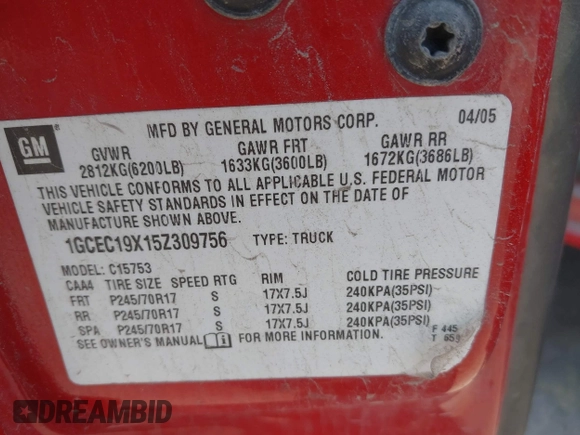 GM ®
MFD BY GENERAL MOTORS CORP. 04/05
GVWR GAWR FRT GAWR RR
2812KG(6200LB) 1633KG(3600LB) 1672KG(3686LB)
THIS VEHICLE CONFORMS TO ALL APPLICABLE U.S. FEDERAL MOTOR
VEHICLE SAFETY STANDARDS IN EFFECT ON THE DATE OF
MANUFACTURE SHOWN ABOVE.
1GCEC19X15Z309756 TYPE: TRUCK
MODEL: C15753
CAA4 TIRE SIZE SPEED RTG RIM COLD TIRE PRESSURE
FRT P245/70R17 S 17X7.5J 240KPA(35PSI)
RR P245/70R17 S 17X7.5J 240KPA(35PSI)
SPA P245/70R17 S 17X7.5J 240KPA(35PSI)
SEE OWNER'S MANUAL FOR MORE INFORMATION. F 445
T
DREAMBID